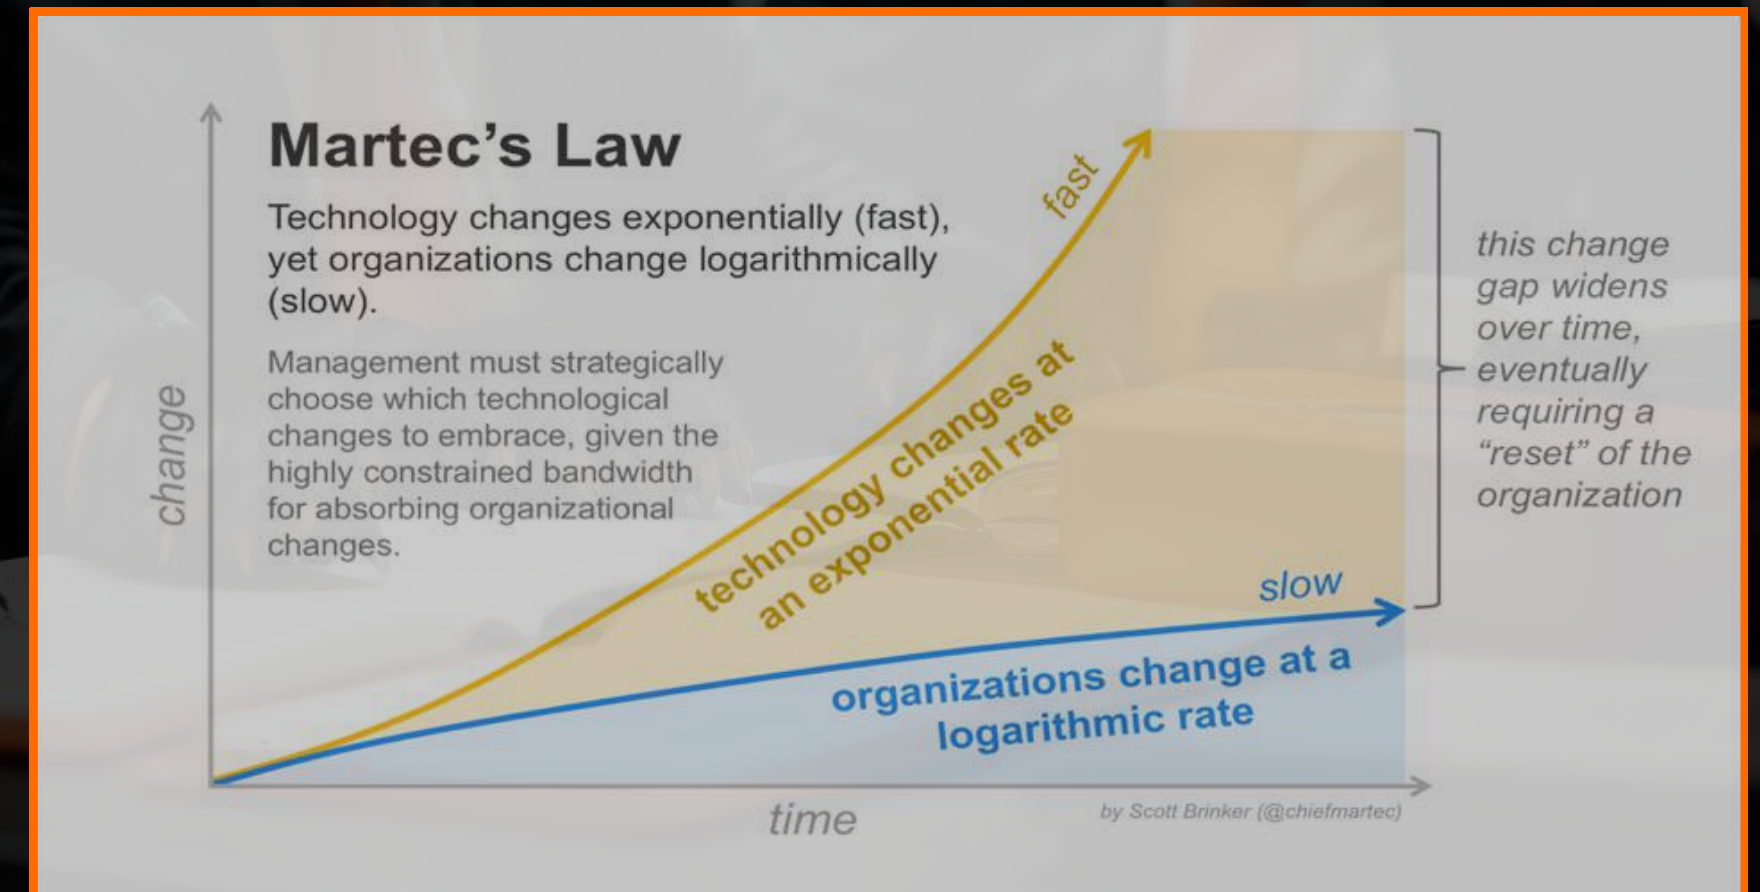 Martec’s Law
Technology changes exponentially (fast),
yet organizations change logarithmically
(slow).
Management must strategically
choose which technological
changes to embrace, given the
highly constrained bandwidth
for absorbing organizational
changes.
change
fast
technology changes at
an exponential rate
slow
organizations change at a
logarithmic rate
this change
gap widens
over time,
eventually
requiring a
“reset” of the
organization
time
by Scott Brinker (@chiefmartec)